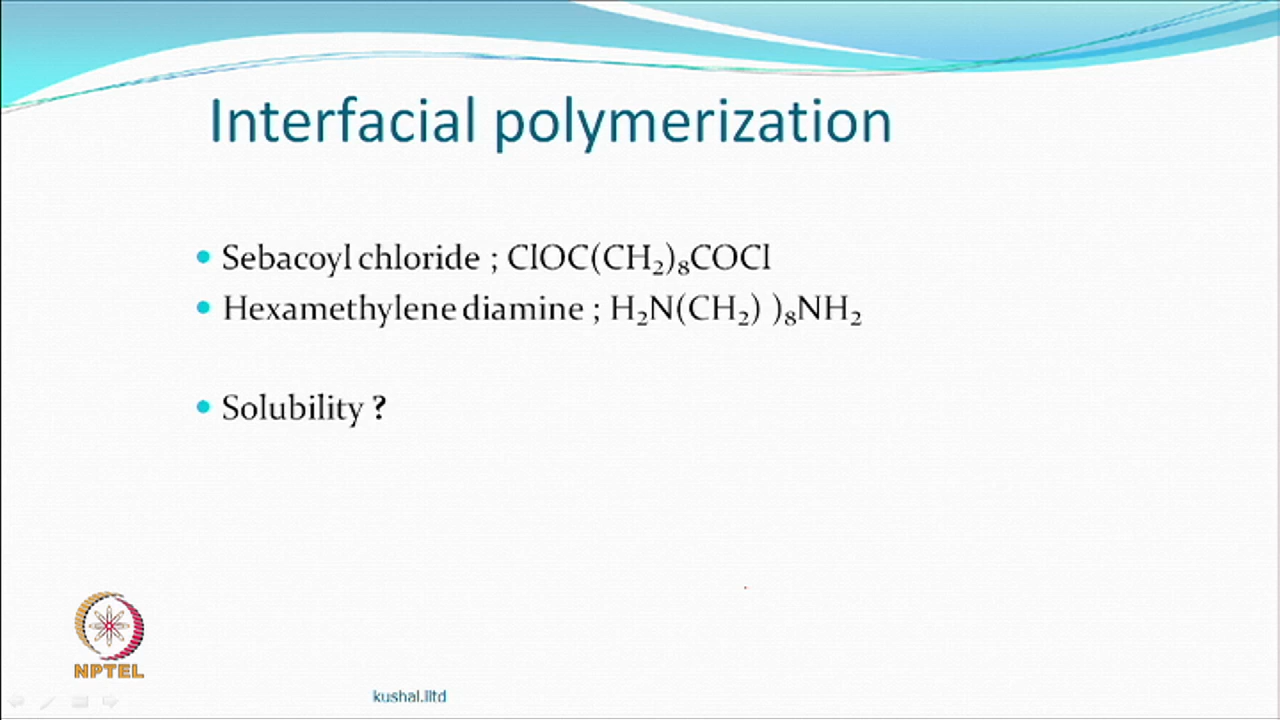 Interfacial polymerization
Sebacoyl chloride ; ClOC(CH₂)₈COCl
Hexamethylene diamine ; H₂N(CH₂) )₈NH₂
Solubility ?
NPTEL
kushal.iitd